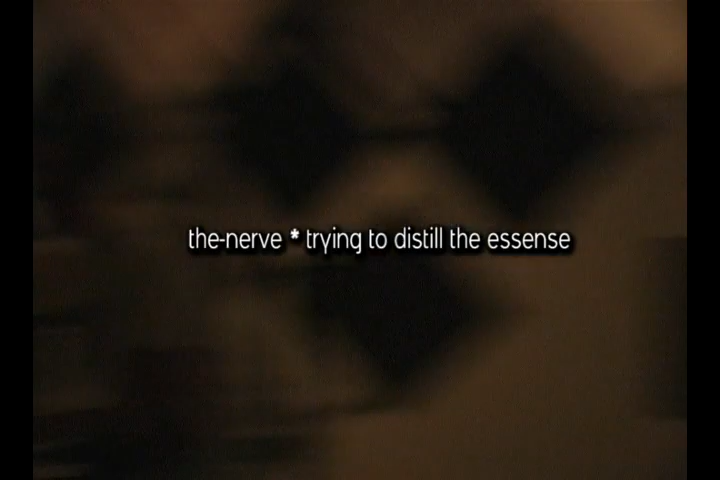 the-nerve * trying to distill the essense